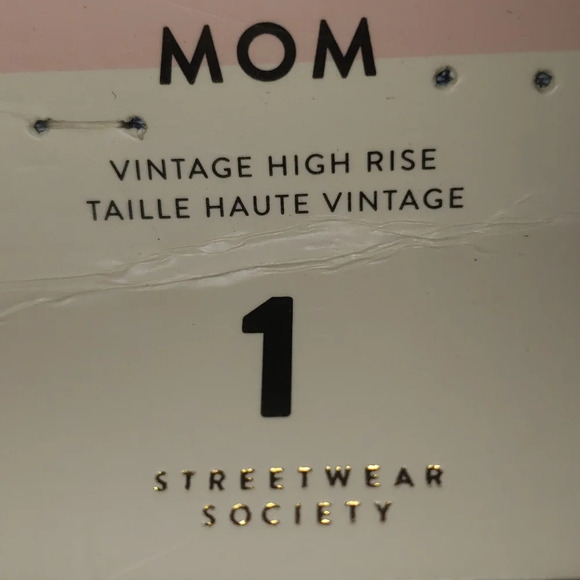 MOM
VINTAGE HIGH RISE
TAILLE HAUTE VINTAGE
1
STREETWEAR
SOCIETY